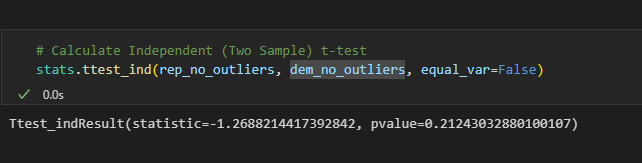 # Calculate Independent (Two Sample) t-test
stats.ttest_ind(rep_no_outliers, dem_no_outliers, equal_var=False)
0.0s
Ttest_indResult(statistic=-1.2688214417392842, pvalue=0.21243032880100107)